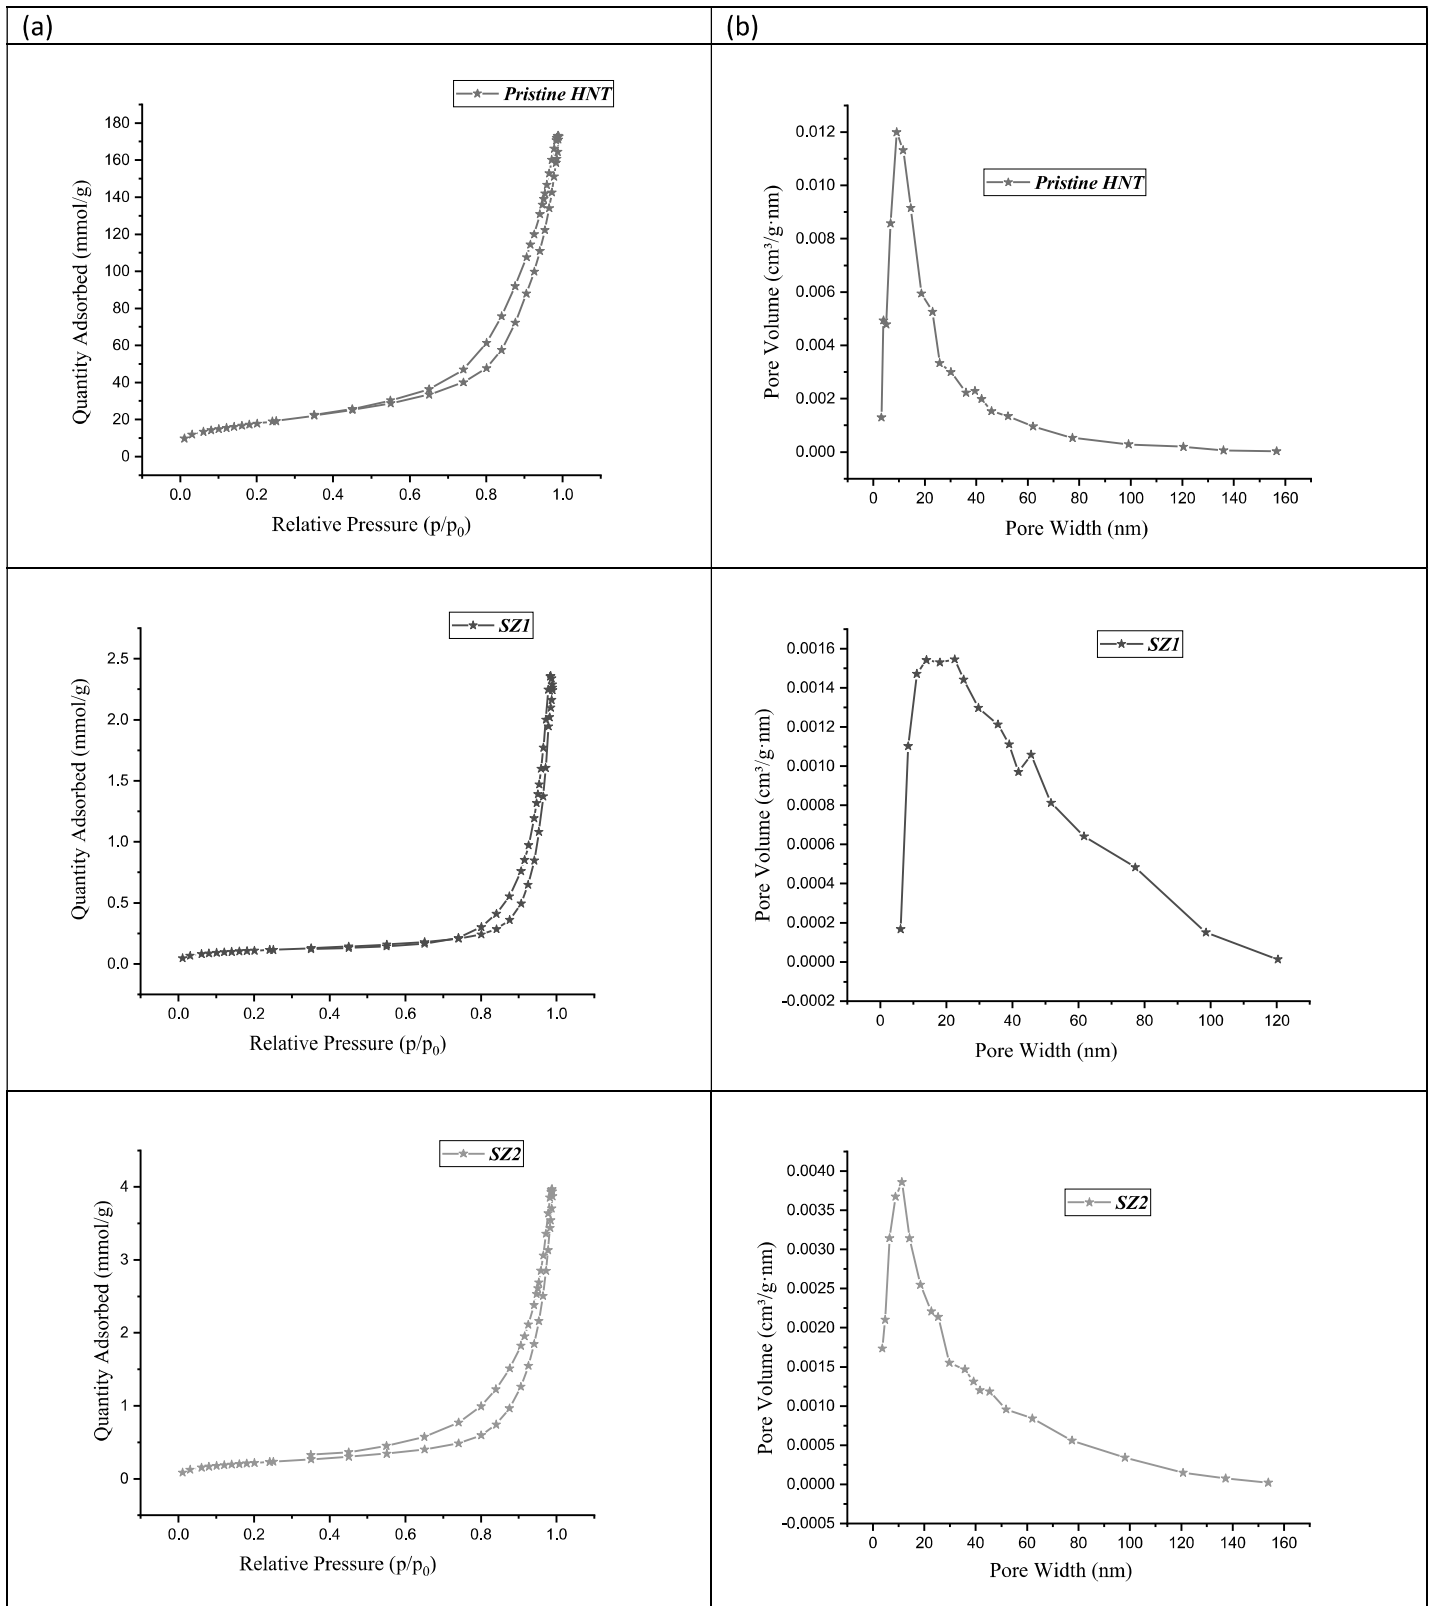 (a)
(b)
Pristine HNT
Quantity Adsorbed (mmol/g)
180
160
140
120
100
80
60
40
20
0
0.0 0.2 0.4 0.6 0.8 1.0
Relative Pressure (p/p₀)
Pristine HNT
Pore Volume (cm³/g·nm)
0.012
0.010
0.008
0.006
0.004
0.002
0.000
0 20 40 60 80 100 120 140 160
Pore Width (nm)
SZ1
Quantity Adsorbed (mmol/g)
2.5
2.0
1.5
1.0
0.5
0.0
0.0 0.2 0.4 0.6 0.8 1.0
Relative Pressure (p/p₀)
SZ1
Pore Volume (cm³/g·nm)
0.0016
0.0014
0.0012
0.0010
0.0008
0.0006
0.0004
0.0002
0.0000
-0.0002
0 20 40 60 80 100 120
Pore Width (nm)
SZ2
Quantity Adsorbed (mmol/g)
4
3
2
1
0
0.0 0.2 0.4 0.6 0.8 1.0
Relative Pressure (p/p₀)
SZ2
Pore Volume (cm³/g·nm)
0.0040
0.0035
0.0030
0.0025
0.0020
0.0015
0.0010
0.0005
0.0000
-0.0005
0 20 40 60 80 100 120 140 160
Pore Width (nm)